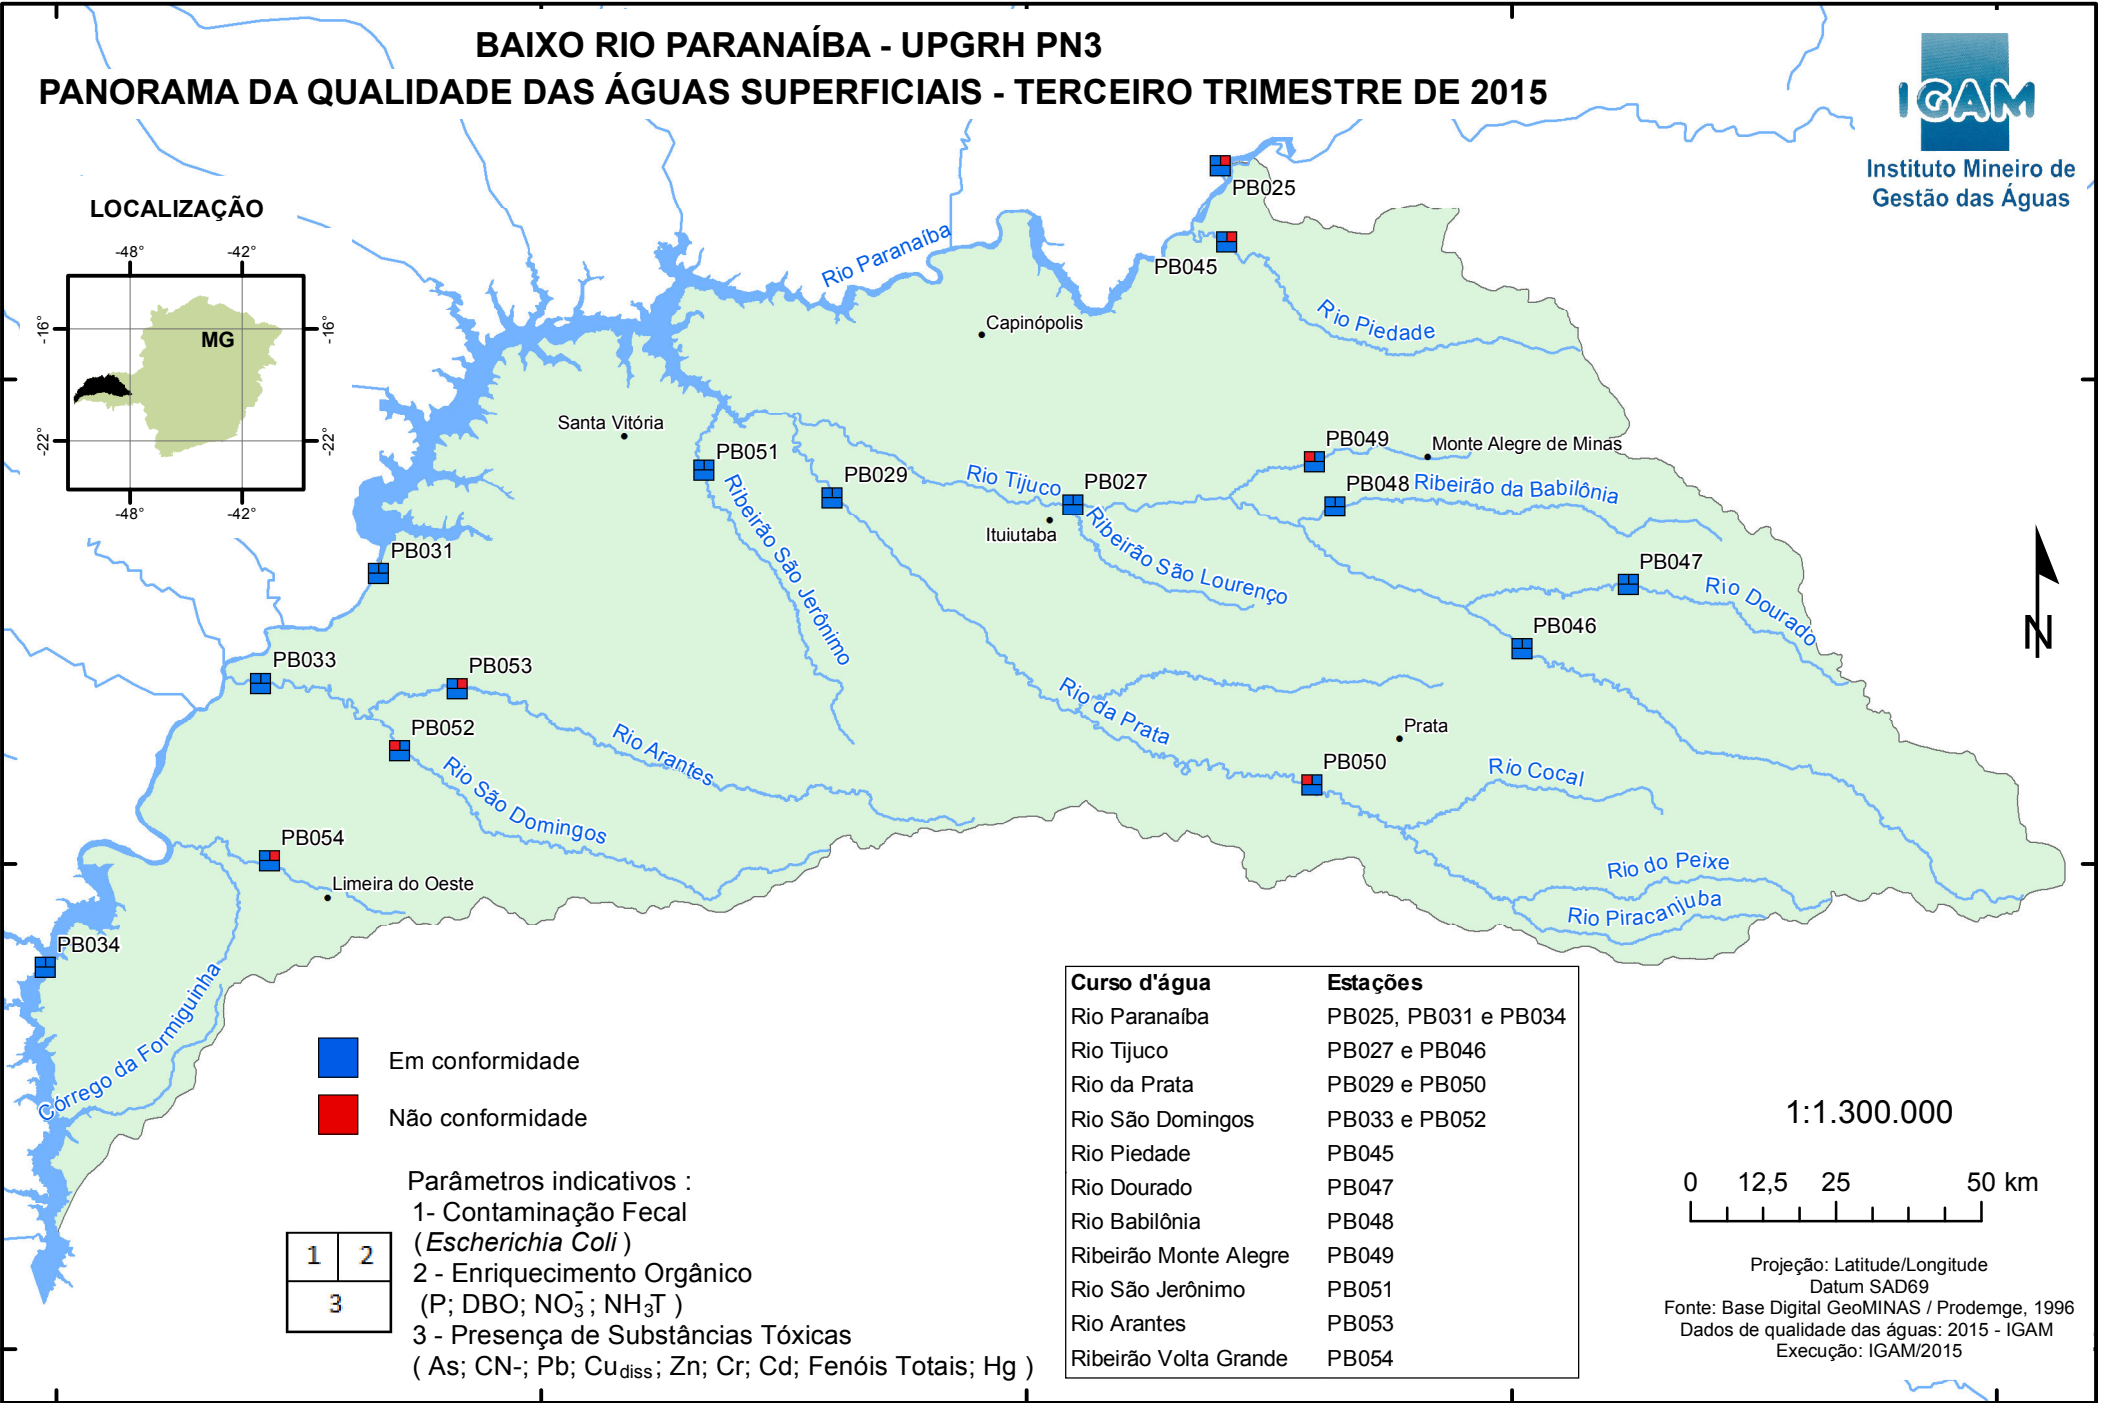 BAIXO RIO PARANAÍBA - UPGRH PN3
PANORAMA DA QUALIDADE DAS ÁGUAS SUPERFICIAIS - TERCEIRO TRIMESTRE DE 2015
IGAM
Instituto Mineiro de
Gestão das Águas
LOCALIZAÇÃO
-48°
-42°
-16°
-16°
MG
-22°
-22°
-48°
-42°
PB025
Rio Paranaíba
PB045
Rio Piedade
Capinópolis
Santa Vitória
PB051
PB029
Rio Tijuco
PB027
PB049
Monte Alegre de Minas
PB048
Ribeirão da Babilônia
Ituiutaba
Ribeirão São Jerônimo
Ribeirão São Lourenço
PB031
PB047
Rio Dourado
PB046
N
PB033
PB053
PB052
Rio Arantes
Rio da Prata
Prata
PB050
Rio Cocal
Rio São Domingos
PB054
Limeira do Oeste
Rio do Peixe
Rio Piracanjuba
PB034
Córrego da Formiguinha
Em conformidade
Não conformidade
Parâmetros indicativos :
1- Contaminação Fecal
(Escherichia Coli )
2 - Enriquecimento Orgânico
(P; DBO; NO₃⁻; NH₃T )
3 - Presença de Substâncias Tóxicas
( As; CN-; Pb; Cu diss; Zn; Cr; Cd; Fenóis Totais; Hg )
1 2
3
Curso d'água Estações
Rio Paranaíba PB025, PB031 e PB034
Rio Tijuco PB027 e PB046
Rio da Prata PB029 e PB050
Rio São Domingos PB033 e PB052
Rio Piedade PB045
Rio Dourado PB047
Rio Babilônia PB048
Ribeirão Monte Alegre PB049
Rio São Jerônimo PB051
Rio Arantes PB053
Ribeirão Volta Grande PB054
1:1.300.000
0 12,5 25 50 km
Projeção: Latitude/Longitude
Datum SAD69
Fonte: Base Digital GeoMINAS / Prodemge, 1996
Dados de qualidade das águas: 2015 - IGAM
Execução: IGAM/2015